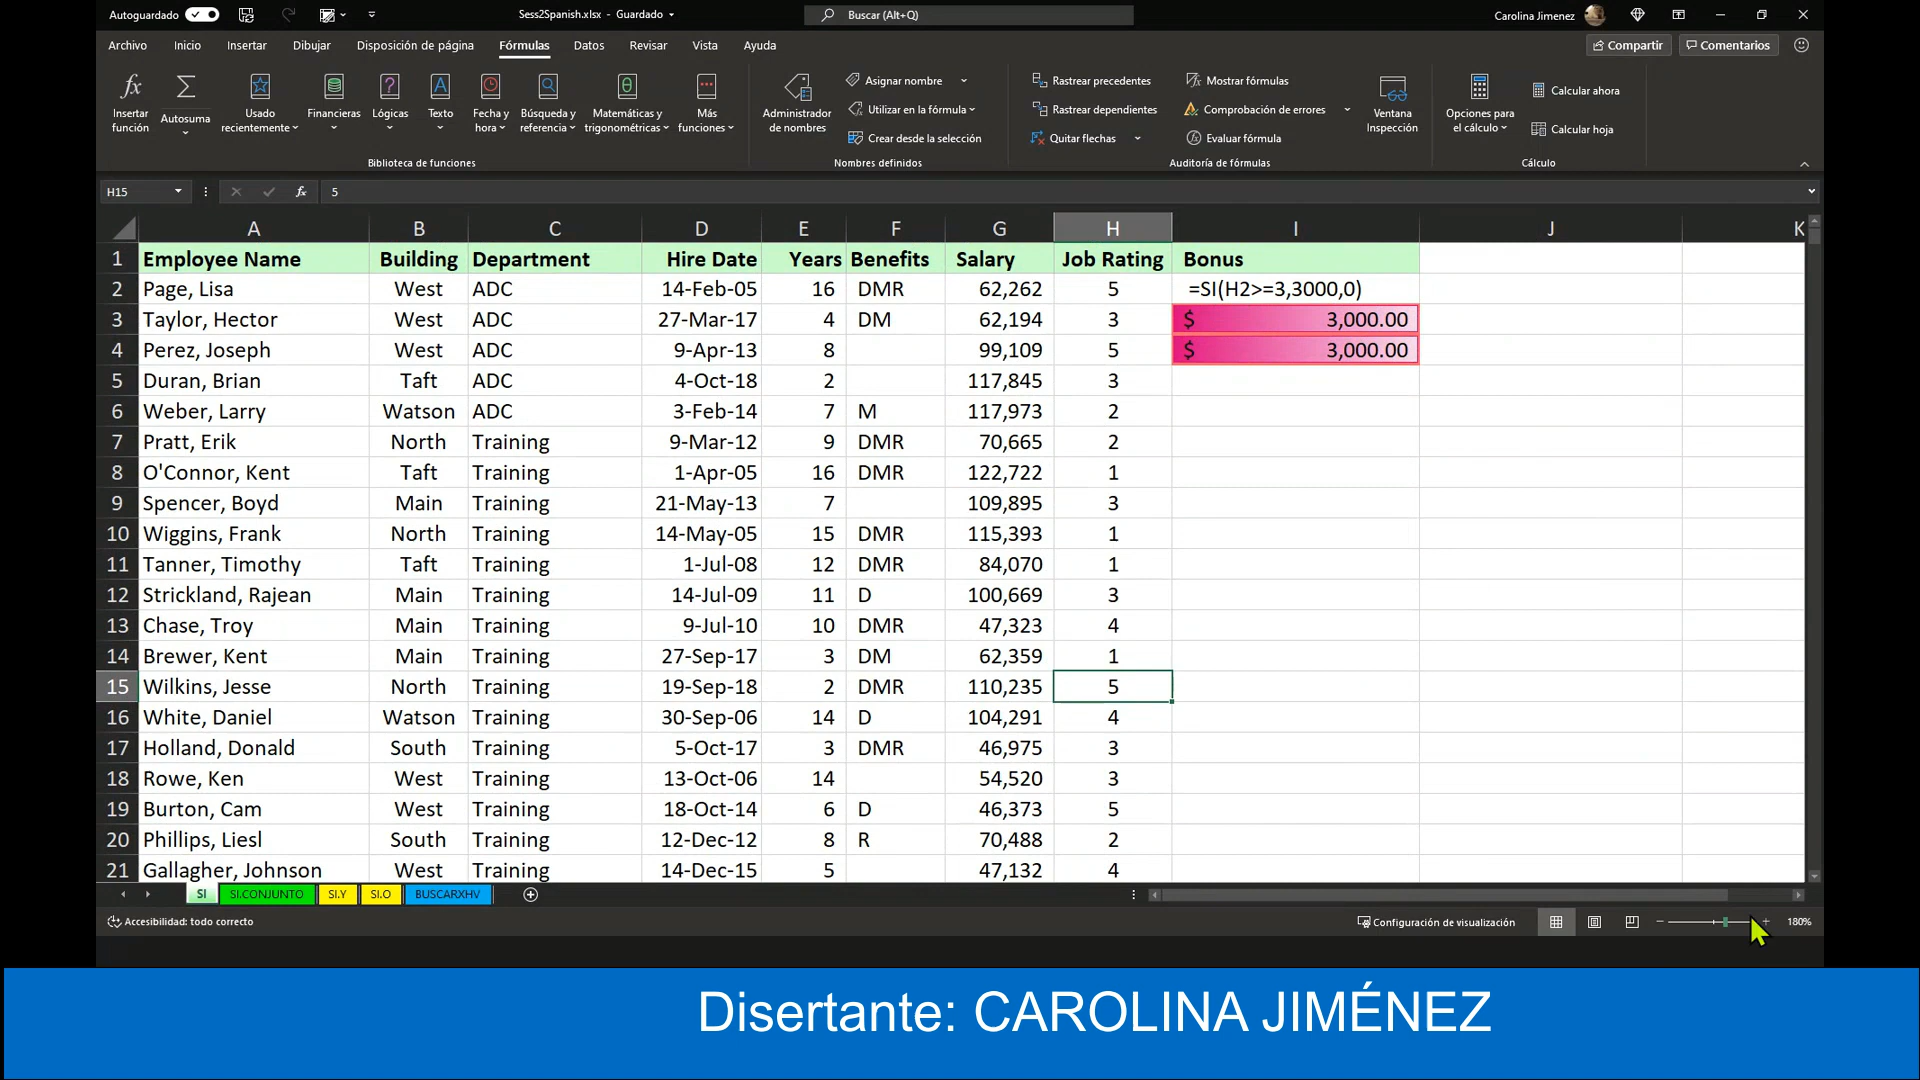 Autoguardado
Sess2Spanish.xlsx - Guardado
Buscar (Alt+Q)
Carolina Jimenez
Archivo Inicio Insertar Dibujar Disposición de página Fórmulas Datos Revisar Vista Ayuda
Compartir Comentarios
Insertar función
Autosuma
Usado recientemente
Financieras
Lógicas
Texto
Fecha y hora
Búsqueda y referencia
Matemáticas y trigonométricas
Más funciones
Biblioteca de funciones
Administrador de nombres
Asignar nombre
Utilizar en la fórmula
Crear desde la selección
Nombres definidos
Rastrear precedentes
Rastrear dependientes
Quitar flechas
Mostrar fórmulas
Comprobación de errores
Evaluar fórmula
Auditoría de fórmulas
Ventana Inspección
Opciones para el cálculo
Calcular ahora
Calcular hoja
Cálculo
H15 fx 5
A B C D E F G H I J K
1 Employee Name Building Department Hire Date Years Benefits Salary Job Rating Bonus
2 Page, Lisa West ADC 14-Feb-05 16 DMR 62,262 5 =SI(H2>=3,3000,0)
3 Taylor, Hector West ADC 27-Mar-17 4 DM 62,194 3 $ 3,000.00
4 Perez, Joseph West ADC 9-Apr-13 8 99,109 5 $ 3,000.00
5 Duran, Brian Taft ADC 4-Oct-18 2 117,845 3
6 Weber, Larry Watson ADC 3-Feb-14 7 M 117,973 2
7 Pratt, Erik North Training 9-Mar-12 9 DMR 70,665 2
8 O'Connor, Kent Taft Training 1-Apr-05 16 DMR 122,722 1
9 Spencer, Boyd Main Training 21-May-13 7 109,895 3
10 Wiggins, Frank North Training 14-May-05 15 DMR 115,393 1
11 Tanner, Timothy Taft Training 1-Jul-08 12 DMR 84,070 1
12 Strickland, Rajean Main Training 14-Jul-09 11 D 100,669 3
13 Chase, Troy Main Training 9-Jul-10 10 DMR 47,323 4
14 Brewer, Kent Main Training 27-Sep-17 3 DM 62,359 1
15 Wilkins, Jesse North Training 19-Sep-18 2 DMR 110,235 5
16 White, Daniel Watson Training 30-Sep-06 14 D 104,291 4
17 Holland, Donald South Training 5-Oct-17 3 DMR 46,975 3
18 Rowe, Ken West Training 13-Oct-06 14 54,520 3
19 Burton, Cam West Training 18-Oct-14 6 D 46,373 5
20 Phillips, Liesl South Training 12-Dec-12 8 R 70,488 2
21 Gallagher, Johnson West Training 14-Dec-15 5 47,132 4
SI SI.CONJUNTO SI.Y SI.O BUSCARXHV
Accesibilidad: todo correcto
Configuración de visualización
180%
Disertante: CAROLINA JIMÉNEZ